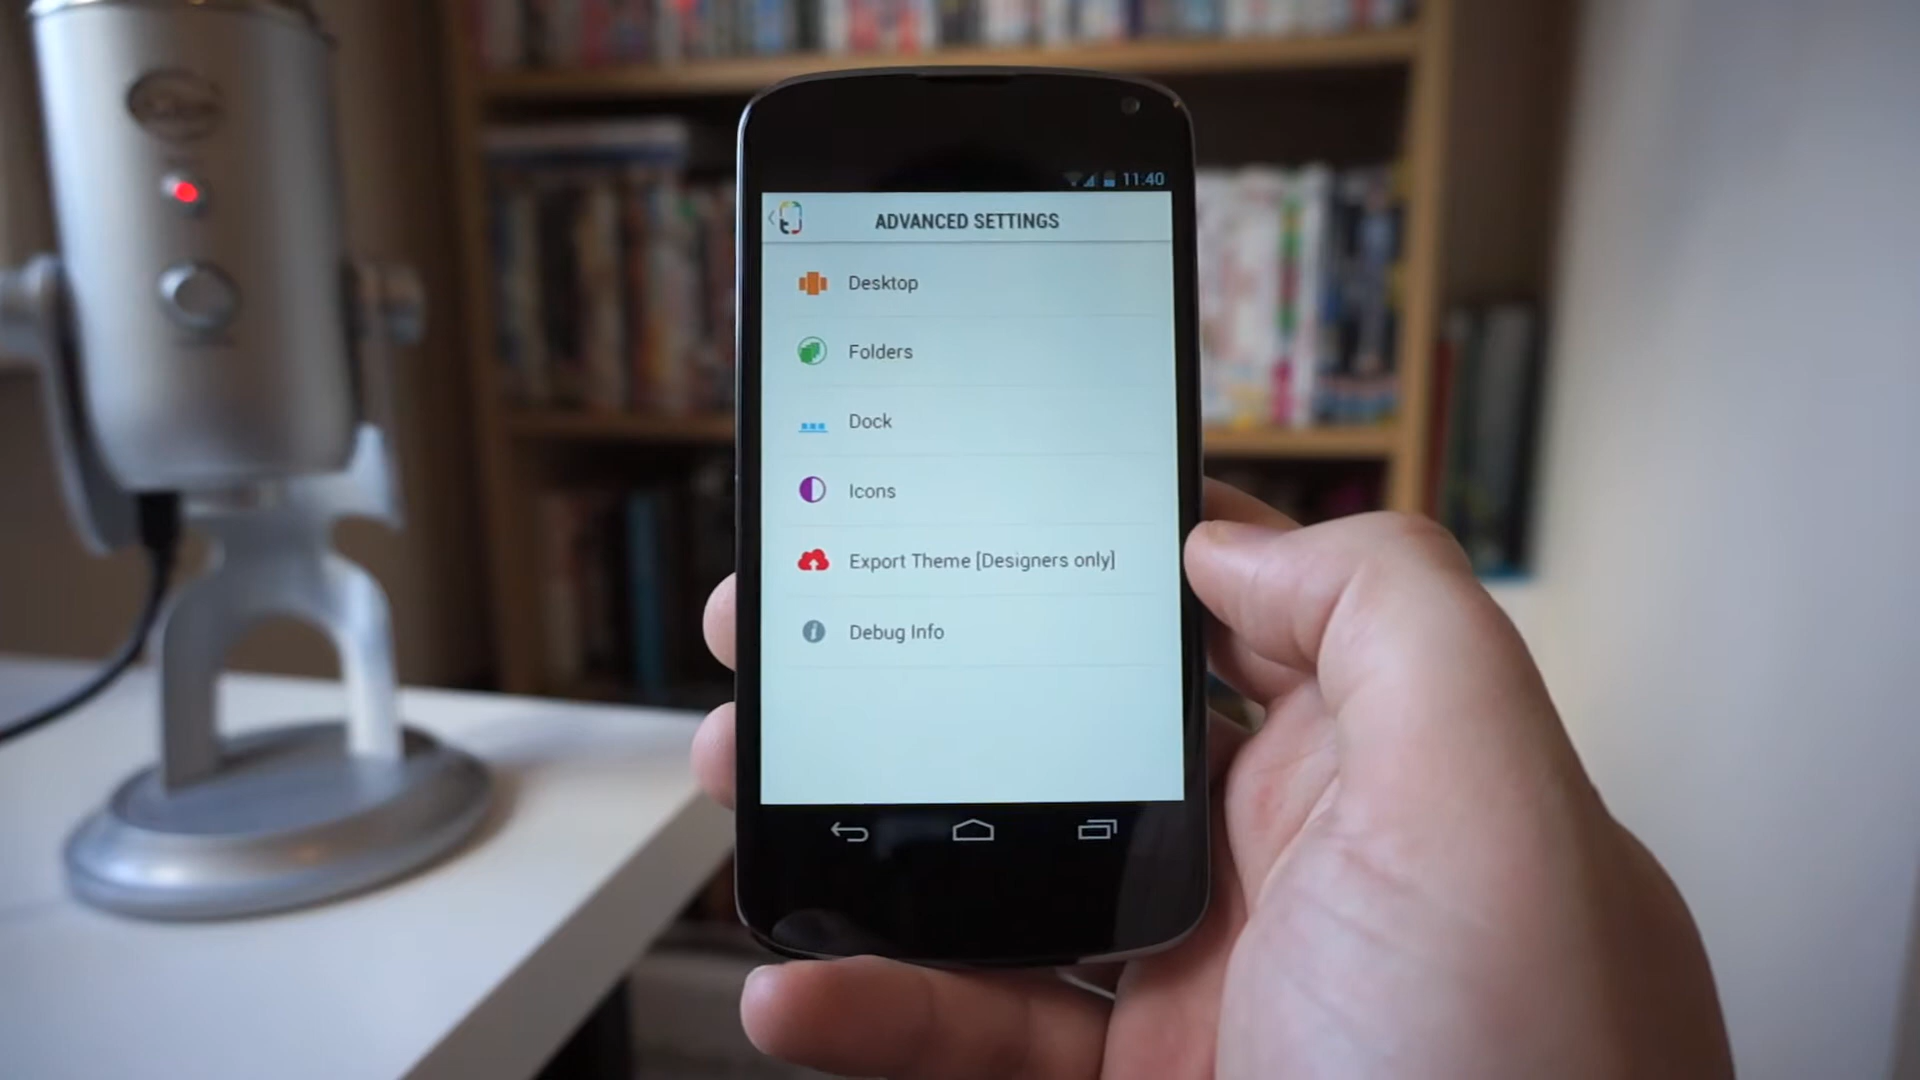 11:40
ADVANCED SETTINGS
Desktop
Folders
Dock
Icons
Export Theme [Designers only]
Debug Info